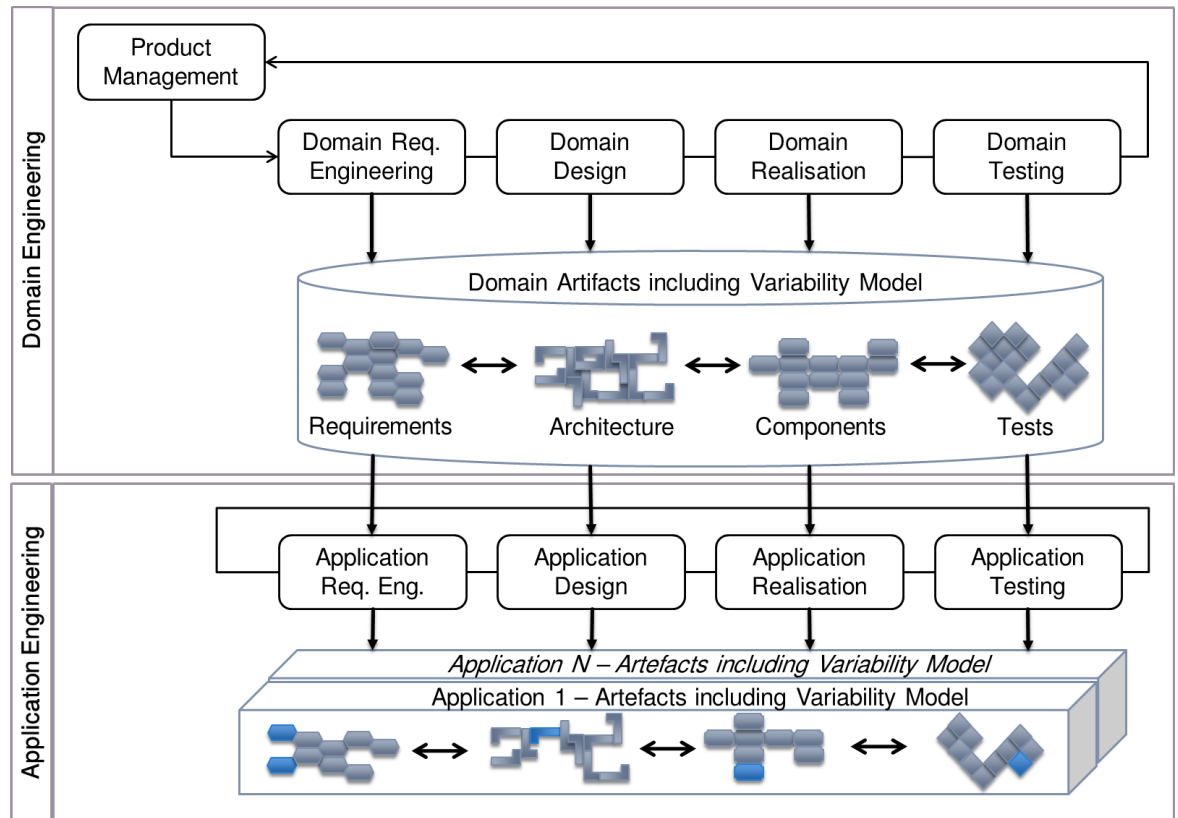 Domain Engineering
Product
Management
Domain Req.
Engineering
Domain
Design
Domain
Realisation
Domain
Testing
Domain Artifacts including Variability Model
Requirements
Architecture
Components
Tests
Application Engineering
Application
Req. Eng.
Application
Design
Application
Realisation
Application
Testing
Application N – Artefacts including Variability Model
Application 1 – Artefacts including Variability Model